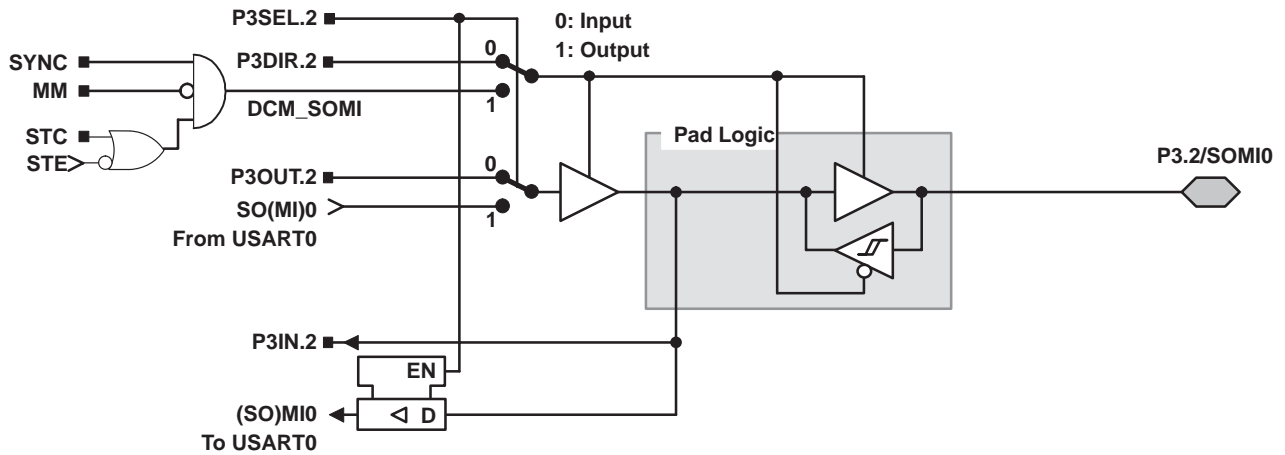 P3SEL.2
0: Input
1: Output
SYNC
P3DIR.2
0
MM
1
DCM_SOMI
STC
STE
Pad Logic
P3.2/SOMI0
P3OUT.2
0
SO(MI)0
1
From USART0
P3IN.2
EN
(SO)MI0
D
To USART0